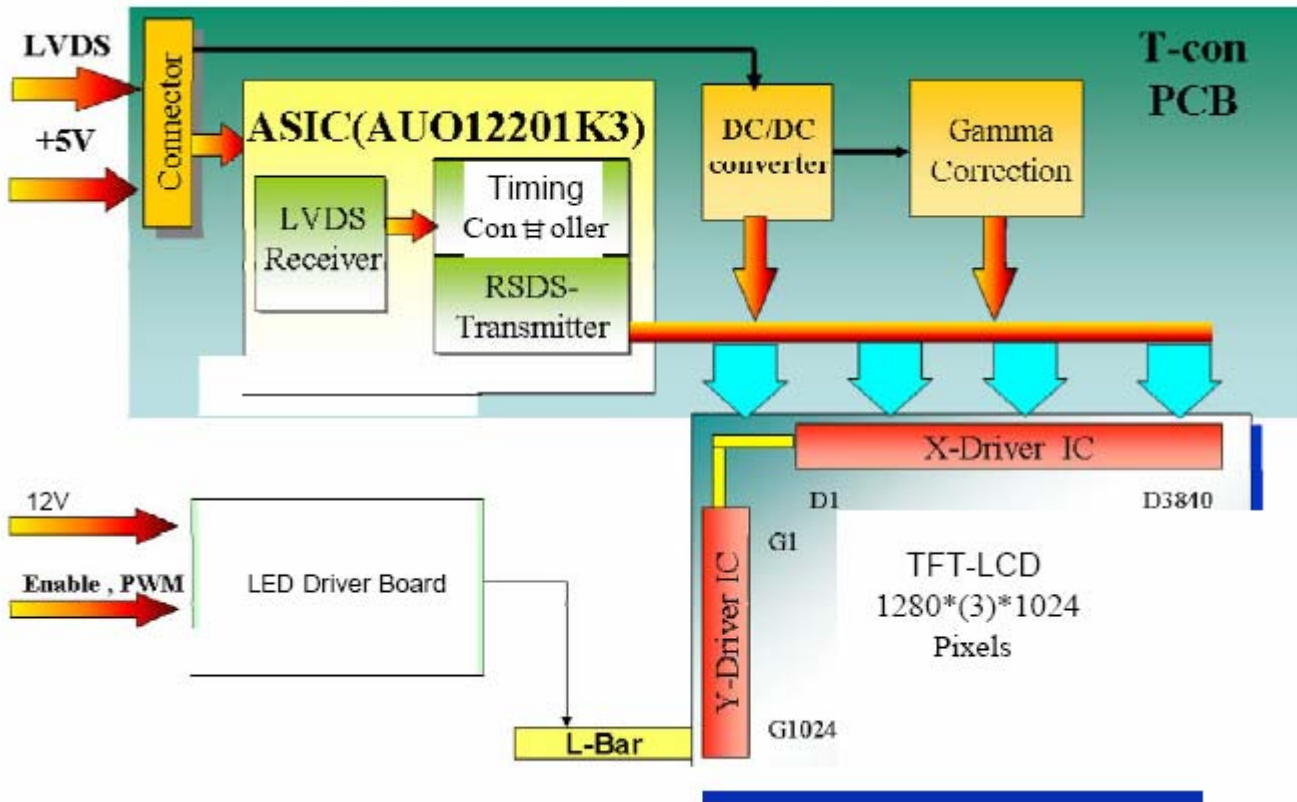 LVDS
+5V
Connector
ASIC(AUO12201K3)
LVDS
Receiver
Timing
Controller
RSDS-
Transmitter
DC/DC
converter
Gamma
Correction
T-con
PCB
X-Driver IC
D1
D3840
G1
Y-Driver IC
G1024
TFT-LCD
1280*(3)*1024
Pixels
12V
Enable , PWM
LED Driver Board
L-Bar